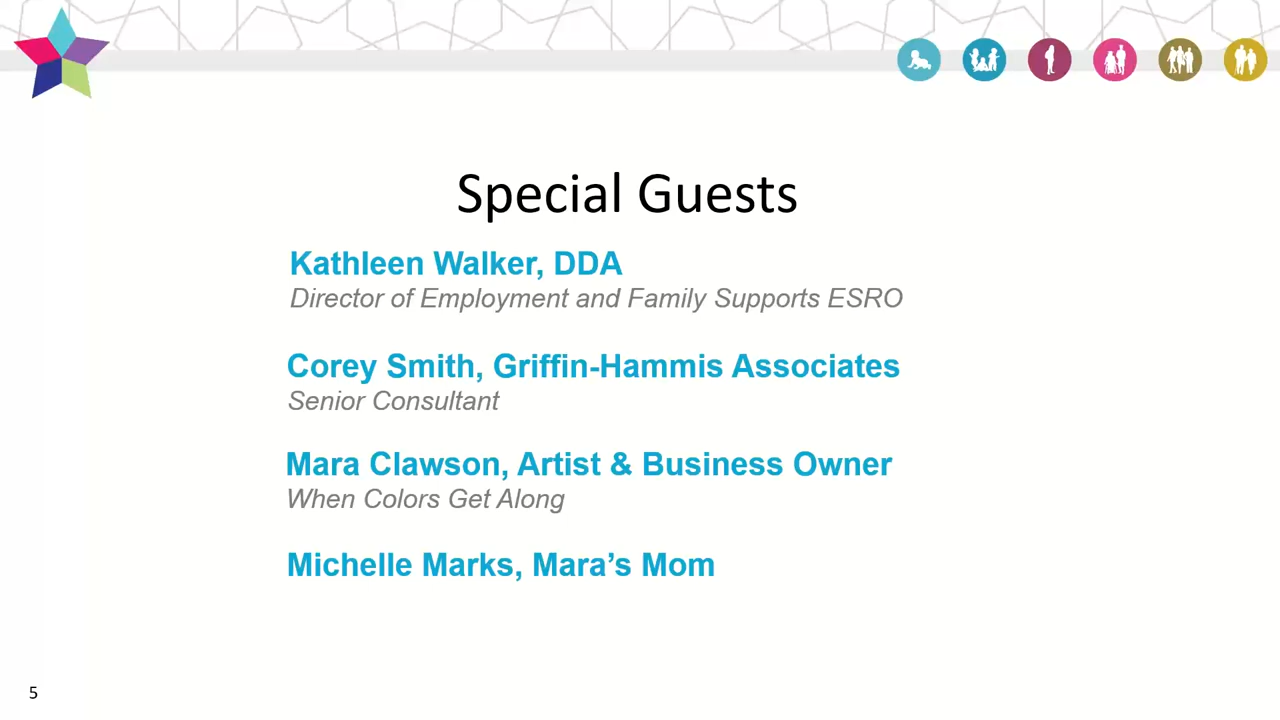 Special Guests
Kathleen Walker, DDA
Director of Employment and Family Supports ESRO
Corey Smith, Griffin-Hammis Associates
Senior Consultant
Mara Clawson, Artist & Business Owner
When Colors Get Along
Michelle Marks, Mara’s Mom
5